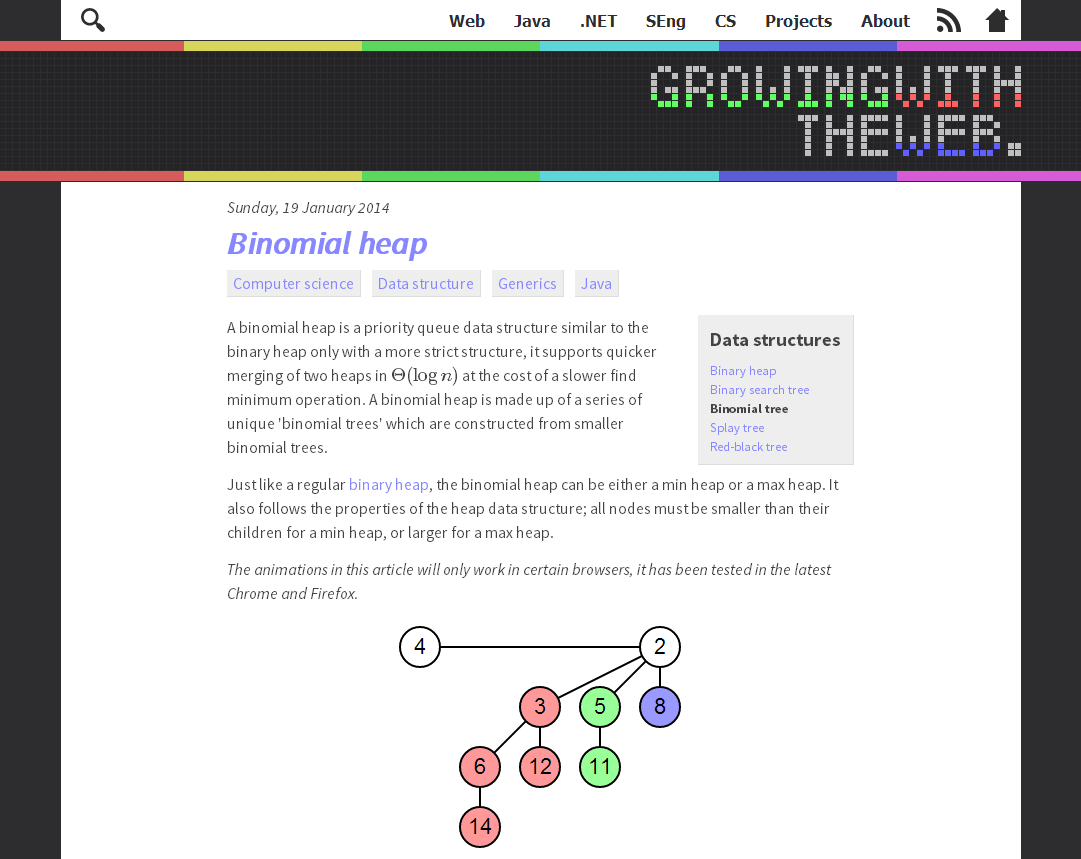 Web Java .NET SEng CS Projects About
GROWINGWITH
THEWEB.
Sunday, 19 January 2014
Binomial heap
Computer science Data structure Generics Java
A binomial heap is a priority queue data structure similar to the
binary heap only with a more strict structure, it supports quicker
merging of two heaps in Θ(log n) at the cost of a slower find
minimum operation. A binomial heap is made up of a series of
unique 'binomial trees' which are constructed from smaller
binomial trees.
Data structures
Binary heap
Binary search tree
Binomial tree
Splay tree
Red-black tree
Just like a regular binary heap, the binomial heap can be either a min heap or a max heap. It
also follows the properties of the heap data structure; all nodes must be smaller than their
children for a min heap, or larger for a max heap.
The animations in this article will only work in certain browsers, it has been tested in the latest
Chrome and Firefox.
4 2
3 5 8
6 12 11
14